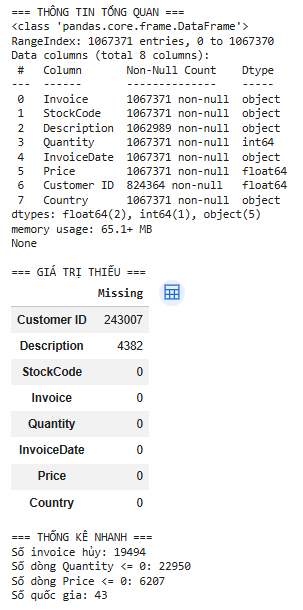 === THÔNG TIN TỔNG QUAN ===
<class 'pandas.core.frame.DataFrame'>
RangeIndex: 1067371 entries, 0 to 1067370
Data columns (total 8 columns):
 #   Column       Non-Null Count    Dtype
---  ------       --------------    -----
 0   Invoice      1067371 non-null  object
 1   StockCode    1067371 non-null  object
 2   Description  1062989 non-null  object
 3   Quantity     1067371 non-null  int64
 4   InvoiceDate  1067371 non-null  object
 5   Price        1067371 non-null  float64
 6   Customer ID  824364 non-null   float64
 7   Country      1067371 non-null  object
dtypes: float64(2), int64(1), object(5)
memory usage: 65.1+ MB
None
=== GIÁ TRỊ THIẾU ===
Missing
Customer ID 243007
Description 4382
StockCode 0
Invoice 0
Quantity 0
InvoiceDate 0
Price 0
Country 0
=== THỐNG KÊ NHANH ===
Số invoice hủy: 19494
Số dòng Quantity <= 0: 22950
Số dòng Price <= 0: 6207
Số quốc gia: 43